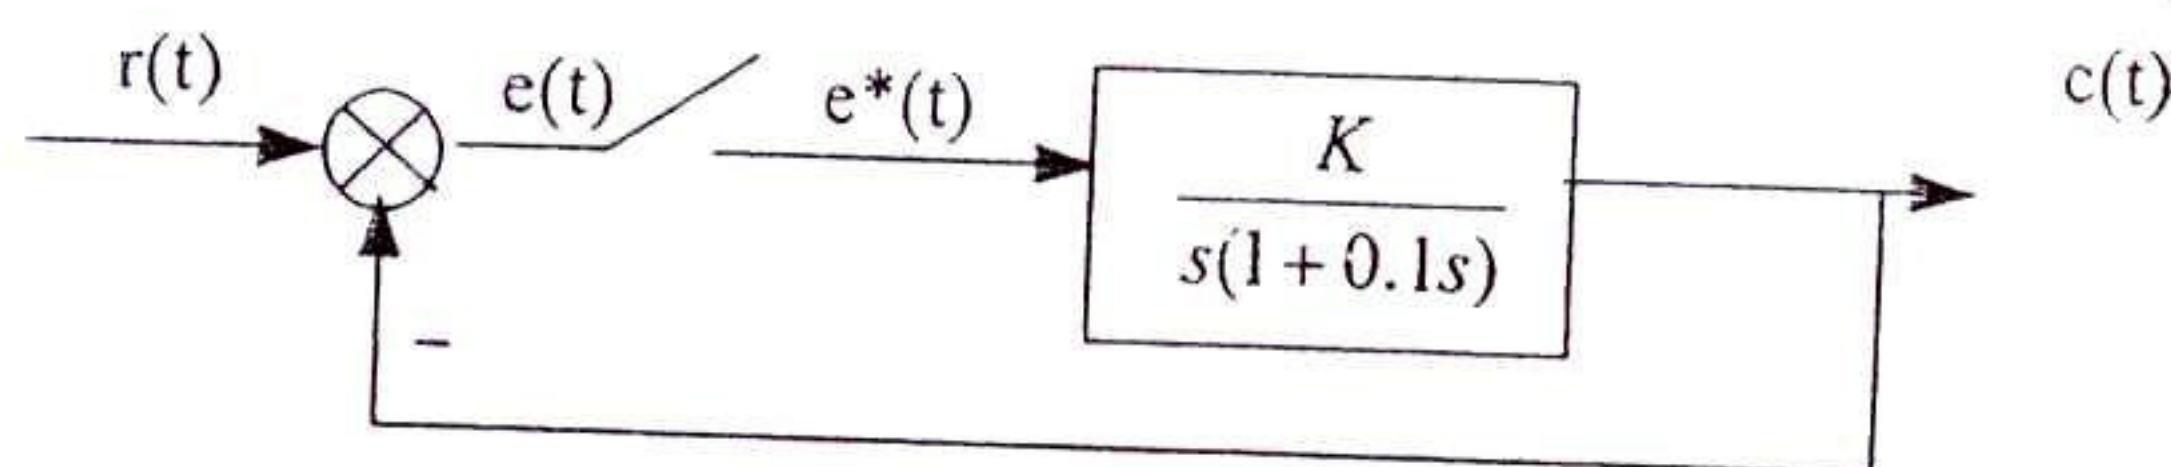 r(t)
e(t)
e*(t)
K
s(1+0.1s)
c(t)
−